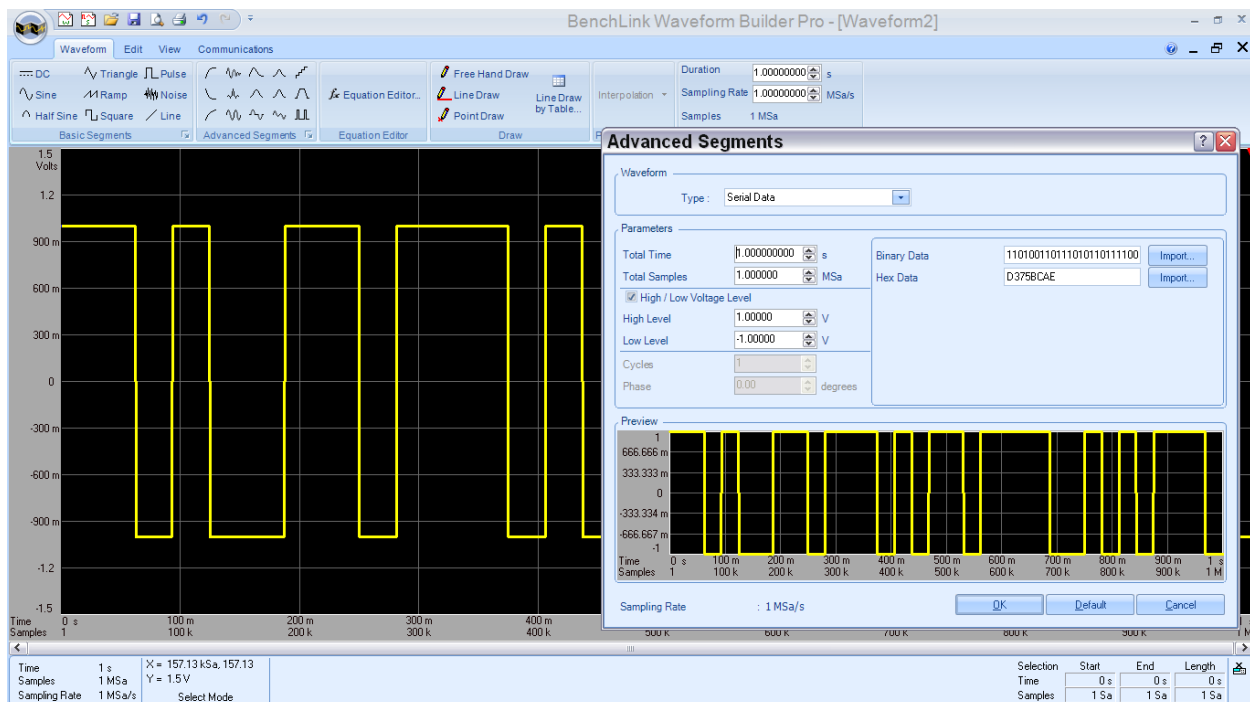 BenchLink Waveform Builder Pro - [Waveform2]
Waveform Edit View Communications
DC Triangle Pulse
Sine Ramp Noise
Half Sine Square Line
Basic Segments
Advanced Segments
Equation Editor...
Equation Editor
Free Hand Draw
Line Draw
Point Draw
Line Draw by Table...
Draw
Interpolation
Duration 1.00000000 s
Sampling Rate 1.00000000 MSa/s
Samples 1 MSa
1.5
Volts
1.2
900 m
600 m
300 m
0
-300 m
-600 m
-900 m
-1.2
-1.5
Time 0 s 100 m 200 m 300 m 400 m
Samples 1 100 k 200 k 300 k 400 k 500 k 600 k 700 k 800 k 900 k 1 M
Advanced Segments
Waveform
Type : Serial Data
Parameters
Total Time 1.000000000 s
Total Samples 1.000000 MSa
High / Low Voltage Level
High Level 1.00000 V
Low Level -1.00000 V
Cycles 1
Phase 0.00 degrees
Binary Data 110100110111010110111100 Import...
Hex Data D375BCAE Import...
Preview
1
666.666 m
333.333 m
0
-333.334 m
-666.667 m
-1
Time 0 s 100 m 200 m 300 m 400 m 500 m 600 m 700 m 800 m 900 m 1 s
Samples 1 100 k 200 k 300 k 400 k 500 k 600 k 700 k 800 k 900 k 1 M
Sampling Rate : 1 MSa/s
OK Default Cancel
Time 1 s
Samples 1 MSa
Sampling Rate 1 MSa/s
X = 157.13 kSa, 157.13
Y = 1.5 V
Select Mode
Selection Start End Length
Time 0 s 0 s 0 s
Samples 1 Sa 1 Sa 1 Sa